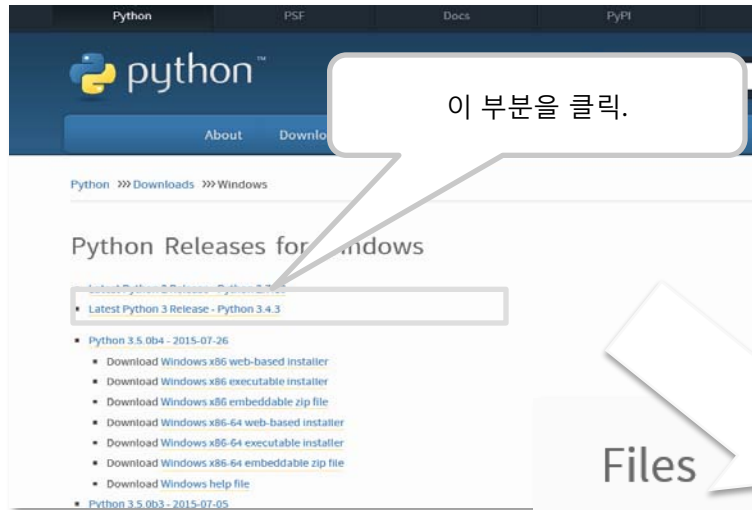 Python PSF Docs PyPI
python™
이 부분을 클릭.
About
Python >>> Downloads >>> Windows
Python Releases for Windows
Latest Python 3 Release - Python 3.4.3
Python 3.5.0b4 - 2015-07-26
Download Windows x86 web-based installer
Download Windows x86 executable installer
Download Windows x86 embeddable zip file
Download Windows x86-64 web-based installer
Download Windows x86-64 executable installer
Download Windows x86-64 embeddable zip file
Download Windows help file
Python 3.5.0b3 - 2015-07-05
Files